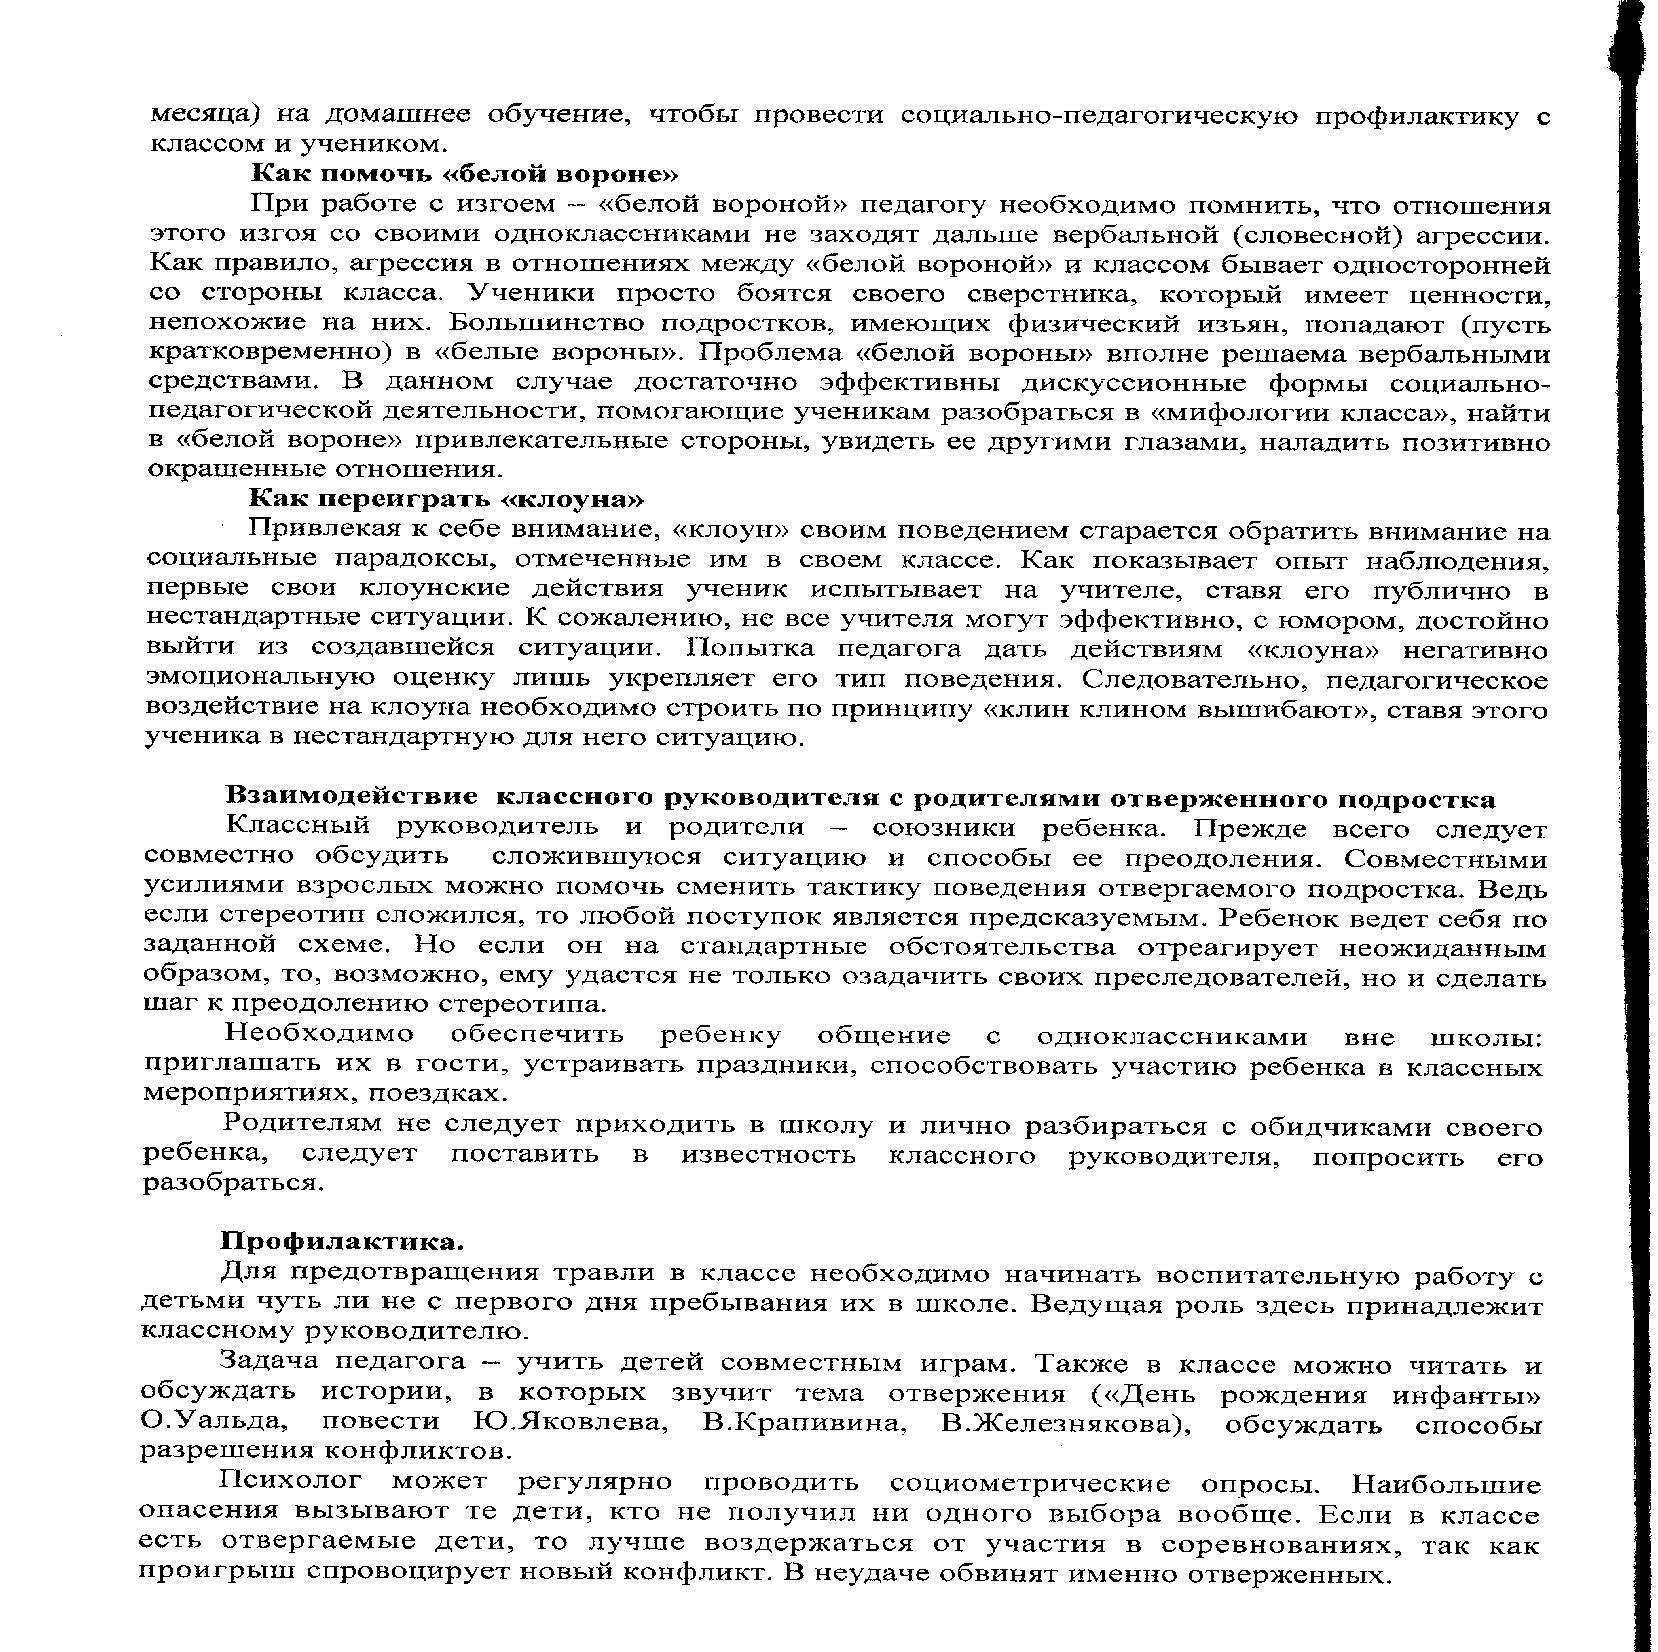 месяца) на домашнее обучение, чтобы провести социально-педагогическую профилактику с
классом и учеником.
Как помочь «белой вороне»
При работе с изгоем – «белой вороной» педагогу необходимо помнить, что отношения
этого изгоя со своими одноклассниками не заходят дальше вербальной (словесной) агрессии.
Как правило, агрессия в отношениях между «белой вороной» и классом бывает односторонней
со стороны класса. Ученики просто боятся своего сверстника, который имеет ценности,
непохожие на них. Большинство подростков, имеющих физический изъян, попадают (пусть
кратковременно) в «белые вороны». Проблема «белой вороны» вполне решаема вербальными
средствами. В данном случае достаточно эффективны дискуссионные формы социально-
педагогической деятельности, помогающие ученикам разобраться в «мифологии класса», найти
в «белой вороне» привлекательные стороны, увидеть ее другими глазами, наладить позитивно
окрашенные отношения.
Как переиграть «клоуна»
Привлекая к себе внимание, «клоун» своим поведением старается обратить внимание на
социальные парадоксы, отмеченные им в своем классе. Как показывает опыт наблюдения,
первые свои клоунские действия ученик испытывает на учителе, ставя его публично в
нестандартные ситуации. К сожалению, не все учителя могут эффективно, с юмором, достойно
выйти из создавшейся ситуации. Попытка педагога дать действиям «клоуна» негативно
эмоциональную оценку лишь укрепляет его тип поведения. Следовательно, педагогическое
воздействие на клоуна необходимо строить по принципу «клин клином вышибают», ставя этого
ученика в нестандартную для него ситуацию.
Взаимодействие классного руководителя с родителями отверженного подростка
Классный руководитель и родители – союзники ребенка. Прежде всего следует
совместно обсудить сложившуюся ситуацию и способы ее преодоления. Совместными
усилиями взрослых можно помочь сменить тактику поведения отвергаемого подростка. Ведь
если стереотип сложился, то любой поступок является предсказуемым. Ребенок ведет себя по
заданной схеме. Но если он на стандартные обстоятельства отреагирует неожиданным
образом, то, возможно, ему удастся не только озадачить своих преследователей, но и сделать
шаг к преодолению стереотипа.
Необходимо обеспечить ребенку общение с одноклассниками вне школы:
приглашать их в гости, устраивать праздники, способствовать участию ребенка в классных
мероприятиях, поездках.
Родителям не следует приходить в школу и лично разбираться с обидчиками своего
ребенка, следует поставить в известность классного руководителя, попросить его
разобраться.
Профилактика.
Для предотвращения травли в классе необходимо начинать воспитательную работу с
детьми чуть ли не с первого дня пребывания их в школе. Ведущая роль здесь принадлежит
классному руководителю.
Задача педагога – учить детей совместным играм. Также в классе можно читать и
обсуждать истории, в которых звучит тема отвержения («День рождения инфанты»
О.Уальда, повести Ю.Яковлева, В.Крапивина, В.Железнякова), обсуждать способы
разрешения конфликтов.
Психолог может регулярно проводить социометрические опросы. Наибольшие
опасения вызывают те дети, кто не получил ни одного выбора вообще. Если в классе
есть отвергаемые дети, то лучше воздержаться от участия в соревнованиях, так как
проигрыш спровоцирует новый конфликт. В неудаче обвинят именно отверженных.